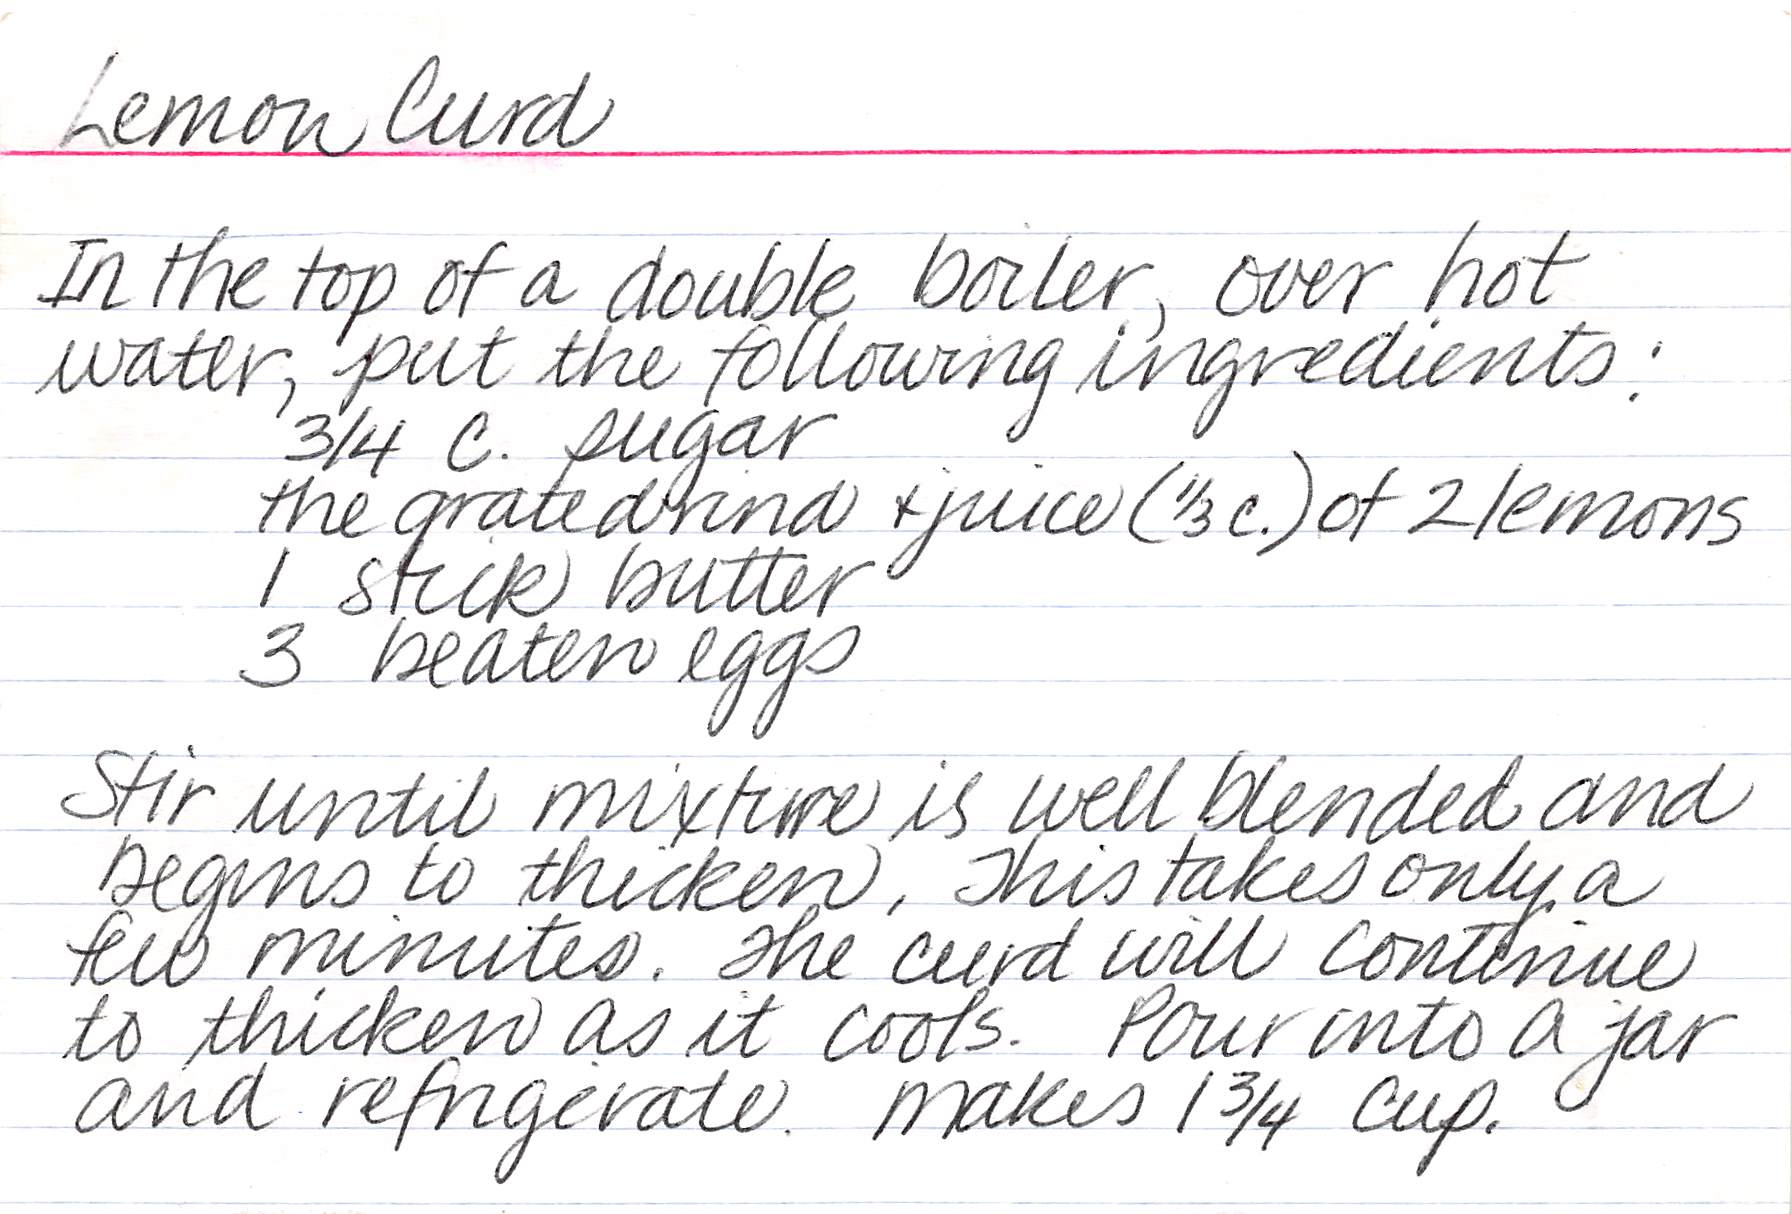 Lemon Curd
In the top of a double boiler, over hot
water, put the following ingredients:
3/4 c. sugar
the grated rind + juice (1/3 c.) of 2 lemons
1 stick butter
3 beaten eggs
Stir until mixture is well blended and
begins to thicken. This takes only a
few minutes. The curd will continue
to thicken as it cools. Pour into a jar
and refrigerate. Makes 1 3/4 cup.